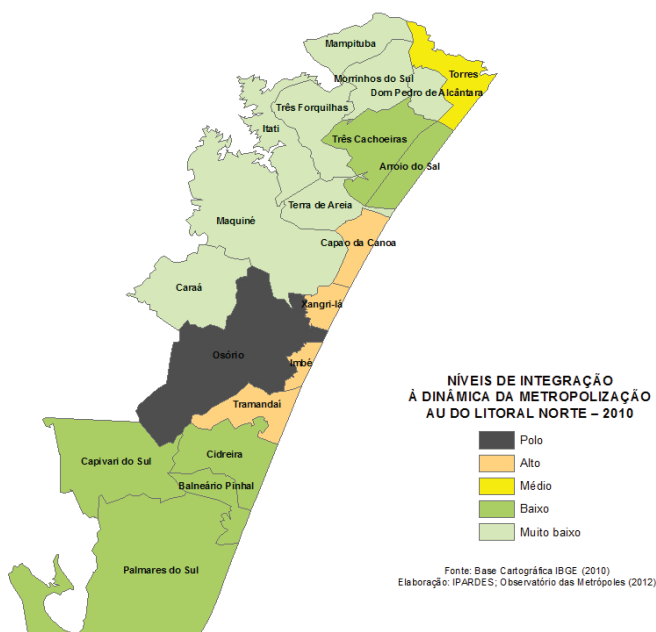 Mampituba
Torres
Morrinhos do Sul
Dom Pedro de Alcântara
Três Forquilhas
Itati
Três Cachoeiras
Arroio do Sal
Terra de Areia
Maquiné
Capao da Canoa
Caraá
Xangri-lá
Osório
Imbé
Tramandaí
Cidreira
Capivari do Sul
Balneário Pinhal
Palmares do Sul
NÍVEIS DE INTEGRAÇÃO
À DINÂMICA DA METROPOLIZAÇÃO
AU DO LITORAL NORTE – 2010
Polo
Alto
Médio
Baixo
Muito baixo
Fonte: Base Cartográfica IBGE (2010)
Elaboração: IPARDES; Observatório das Metrópoles (2012)